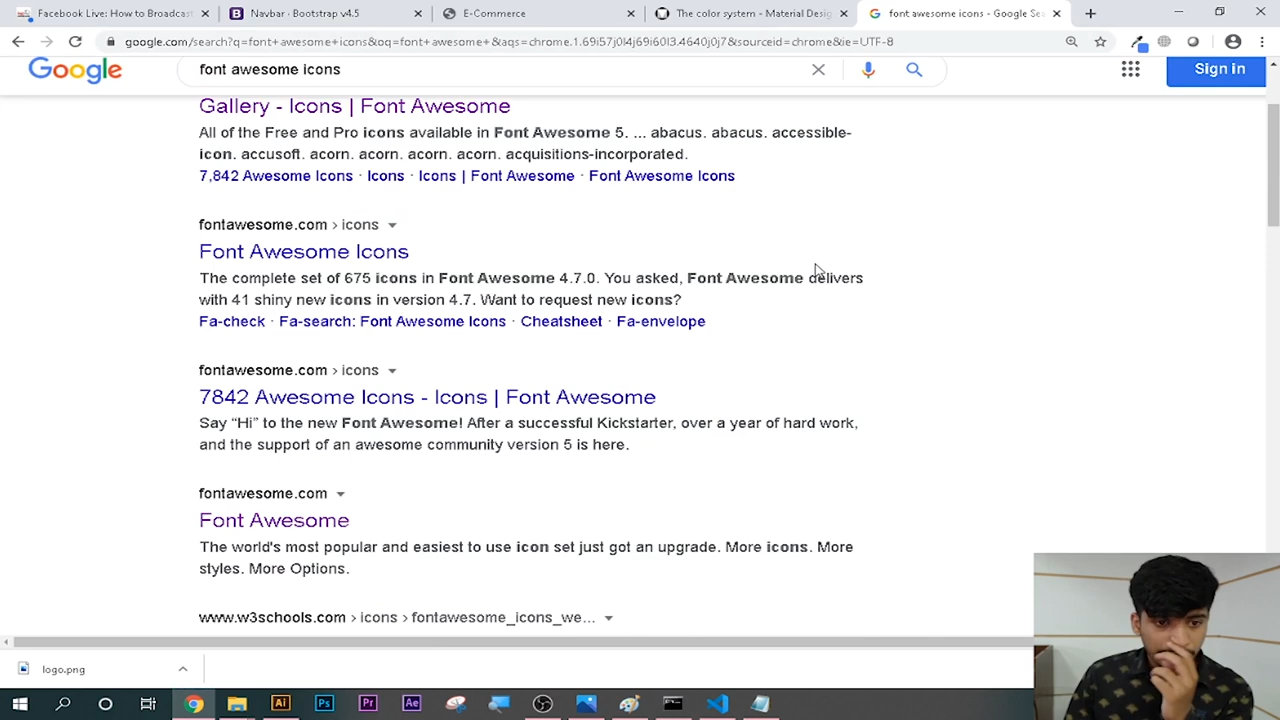 Facebook Live: How to Broadcast
Navbar · Bootstrap v4.5
E-Commerce
The color system - Material Desig
font awesome icons - Google Sea
google.com/search?q=font+awesome+icons&oq=font+awesome+&aqs=chrome.1.69i57j0l4j69i60l3.4640j0j7&sourceid=chrome&ie=UTF-8
Google
font awesome icons
Sign in
Gallery - Icons | Font Awesome
All of the Free and Pro icons available in Font Awesome 5. ... abacus. abacus. accessible-
icon. accusoft. acorn. acorn. acorn. acorn. acquisitions-incorporated.
7,842 Awesome Icons · Icons · Icons | Font Awesome · Font Awesome Icons
fontawesome.com › icons
Font Awesome Icons
The complete set of 675 icons in Font Awesome 4.7.0. You asked, Font Awesome delivers
with 41 shiny new icons in version 4.7. Want to request new icons?
Fa-check · Fa-search: Font Awesome Icons · Cheatsheet · Fa-envelope
fontawesome.com › icons
7842 Awesome Icons - Icons | Font Awesome
Say “Hi” to the new Font Awesome! After a successful Kickstarter, over a year of hard work,
and the support of an awesome community version 5 is here.
fontawesome.com
Font Awesome
The world's most popular and easiest to use icon set just got an upgrade. More icons. More
styles. More Options.
www.w3schools.com › icons › fontawesome_icons_we...
logo.png
Ai
Ps
Pr
Ae